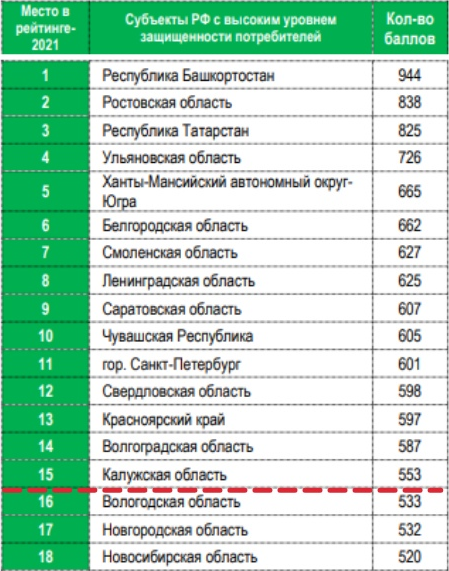 Место в рейтинге-2021 Субъекты РФ с высоким уровнем защищенности потребителей Кол-во баллов
1 Республика Башкортостан 944
2 Ростовская область 838
3 Республика Татарстан 825
4 Ульяновская область 726
5 Ханты-Мансийский автономный округ-Югра 665
6 Белгородская область 662
7 Смоленская область 627
8 Ленинградская область 625
9 Саратовская область 607
10 Чувашская Республика 605
11 гор. Санкт-Петербург 601
12 Свердловская область 598
13 Красноярский край 597
14 Волгоградская область 587
15 Калужская область 553
16 Вологодская область 533
17 Новгородская область 532
18 Новосибирская область 520